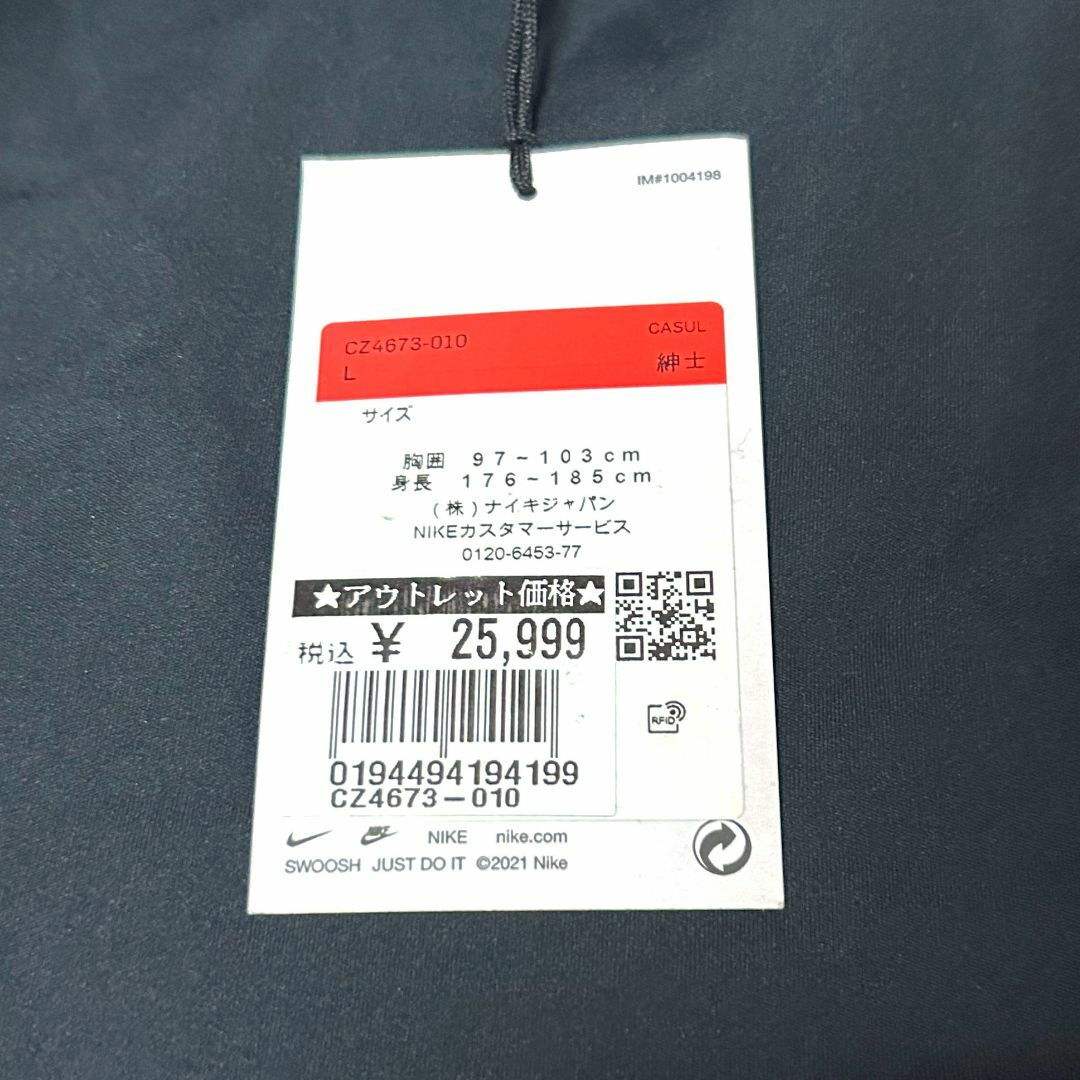 IM#1004198
CZ4673-010 CASUL
L 紳士
サイズ
胸囲 97~103cm
身長 176~185cm
(株)ナイキジャパン
NIKEカスタマーサービス
0120-6453-77
★アウトレット価格★
税込 ¥ 25,999
RFID
0194494194199
CZ4673-010
NIKE nike.com
SWOOSH JUST DO IT ©2021 Nike